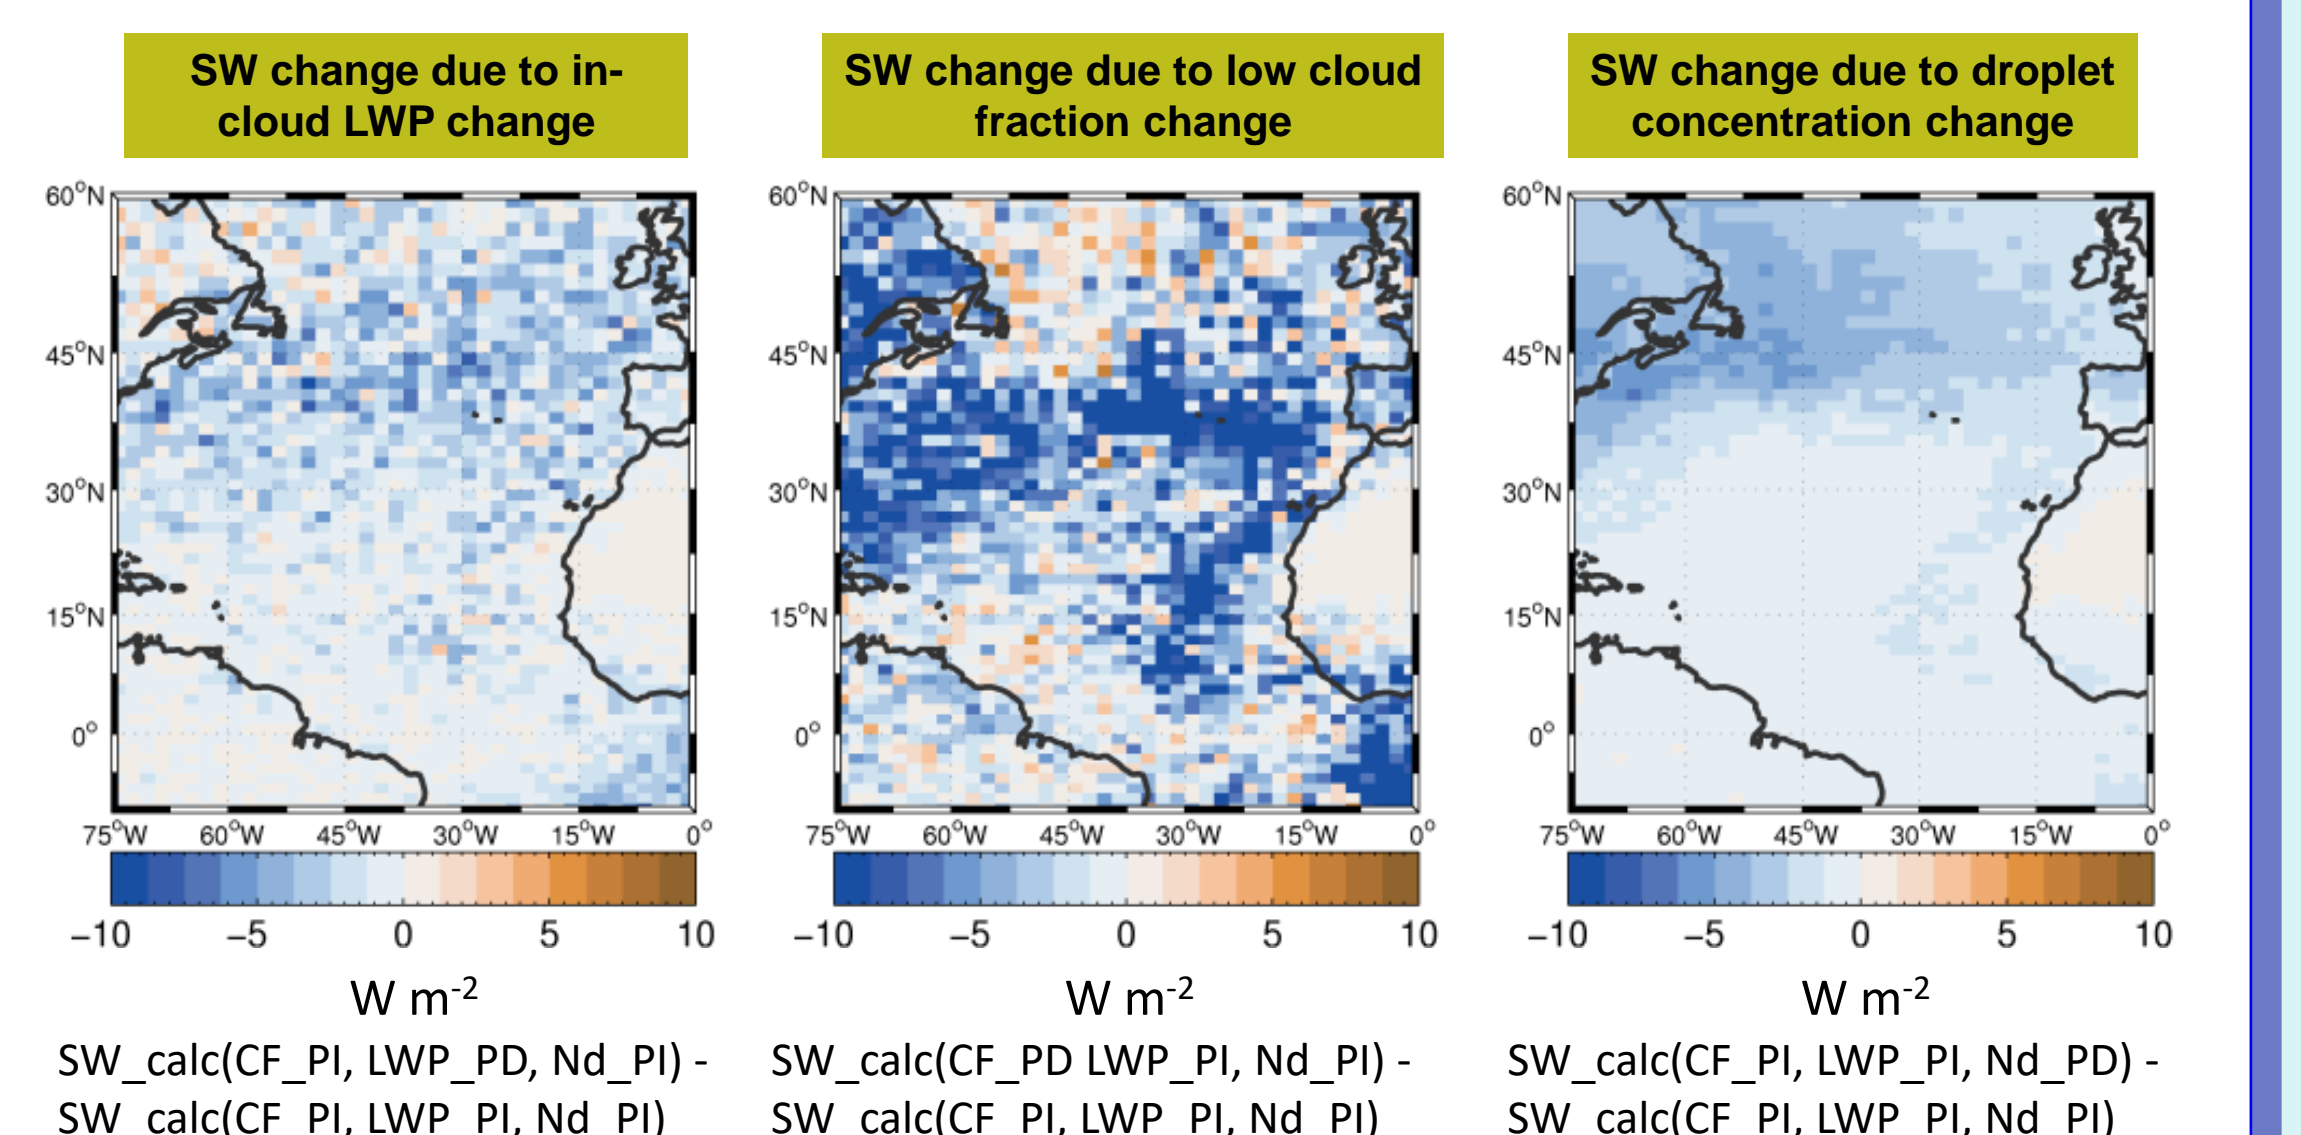 SW change due to in-
cloud LWP change
SW change due to low cloud
fraction change
SW change due to droplet
concentration change
60°N
45°N
30°N
15°N
0°
75°W 60°W 45°W 30°W 15°W 0°
−10 −5 0 5 10
W m-2
SW_calc(CF_PI, LWP_PD, Nd_PI) -
SW_calc(CF_PI, LWP_PI, Nd_PI)
60°N
45°N
30°N
15°N
0°
75°W 60°W 45°W 30°W 15°W 0°
−10 −5 0 5 10
W m-2
SW_calc(CF_PD LWP_PI, Nd_PI) -
SW_calc(CF_PI, LWP_PI, Nd_PI)
60°N
45°N
30°N
15°N
0°
75°W 60°W 45°W 30°W 15°W 0°
−10 −5 0 5 10
W m-2
SW_calc(CF_PI, LWP_PI, Nd_PD) -
SW_calc(CF_PI, LWP_PI, Nd_PI)